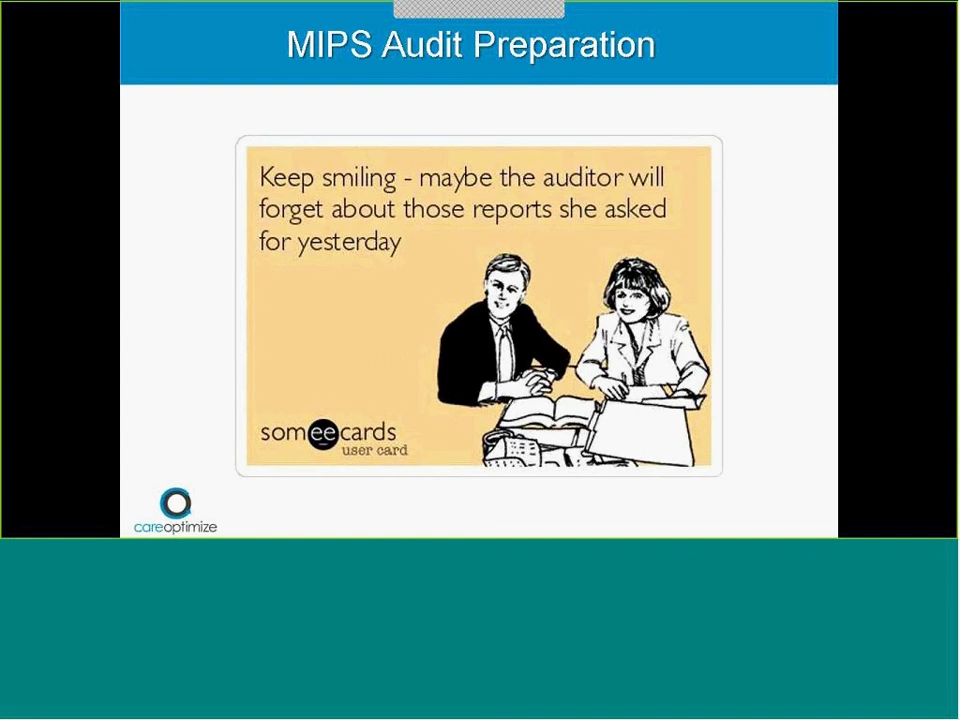 MIPS Audit Preparation
Keep smiling - maybe the auditor will
forget about those reports she asked
for yesterday
someecards
user card
careoptimize